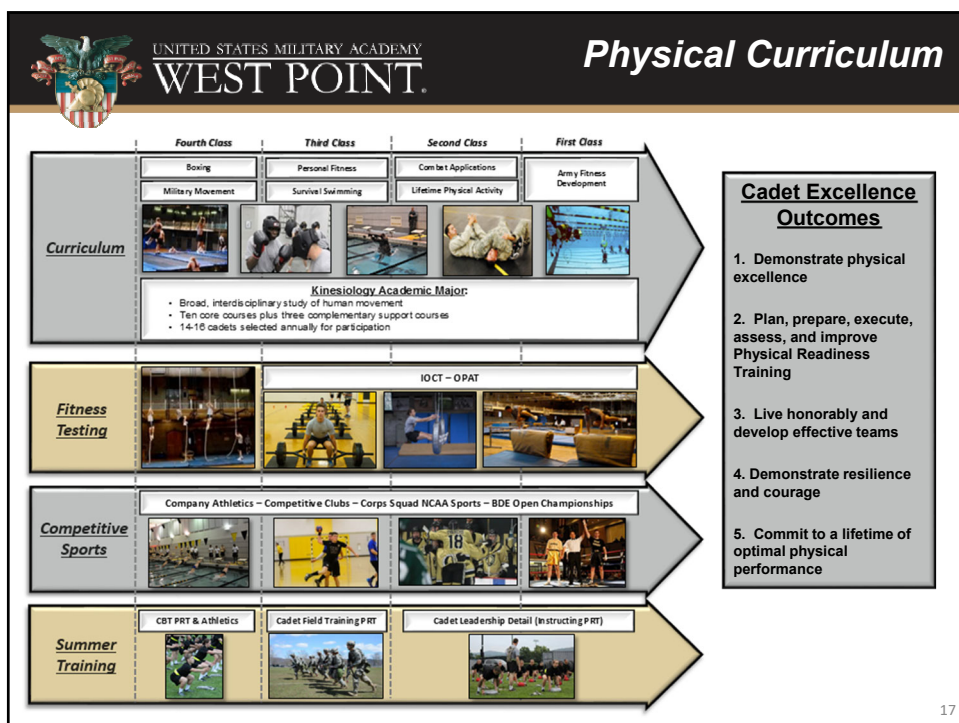 UNITED STATES MILITARY ACADEMY
WEST POINT.
Physical Curriculum
Fourth Class
Third Class
Second Class
First Class
Curriculum
Boxing
Personal Fitness
Combat Applications
Army Fitness
Development
Military Movement
Survival Swimming
Lifetime Physical Activity
Kinesiology Academic Major:
• Broad, interdisciplinary study of human movement
• Ten core courses plus three complementary support courses
• 14-16 cadets selected annually for participation
Fitness
Testing
IOCT – OPAT
Competitive
Sports
Company Athletics – Competitive Clubs – Corps Squad NCAA Sports – BDE Open Championships
18
Summer
Training
CBT PRT & Athletics
Cadet Field Training PRT
Cadet Leadership Detail (Instructing PRT)
Cadet Excellence
Outcomes
1. Demonstrate physical
excellence
2. Plan, prepare, execute,
assess, and improve
Physical Readiness
Training
3. Live honorably and
develop effective teams
4. Demonstrate resilience
and courage
5. Commit to a lifetime of
optimal physical
performance
17